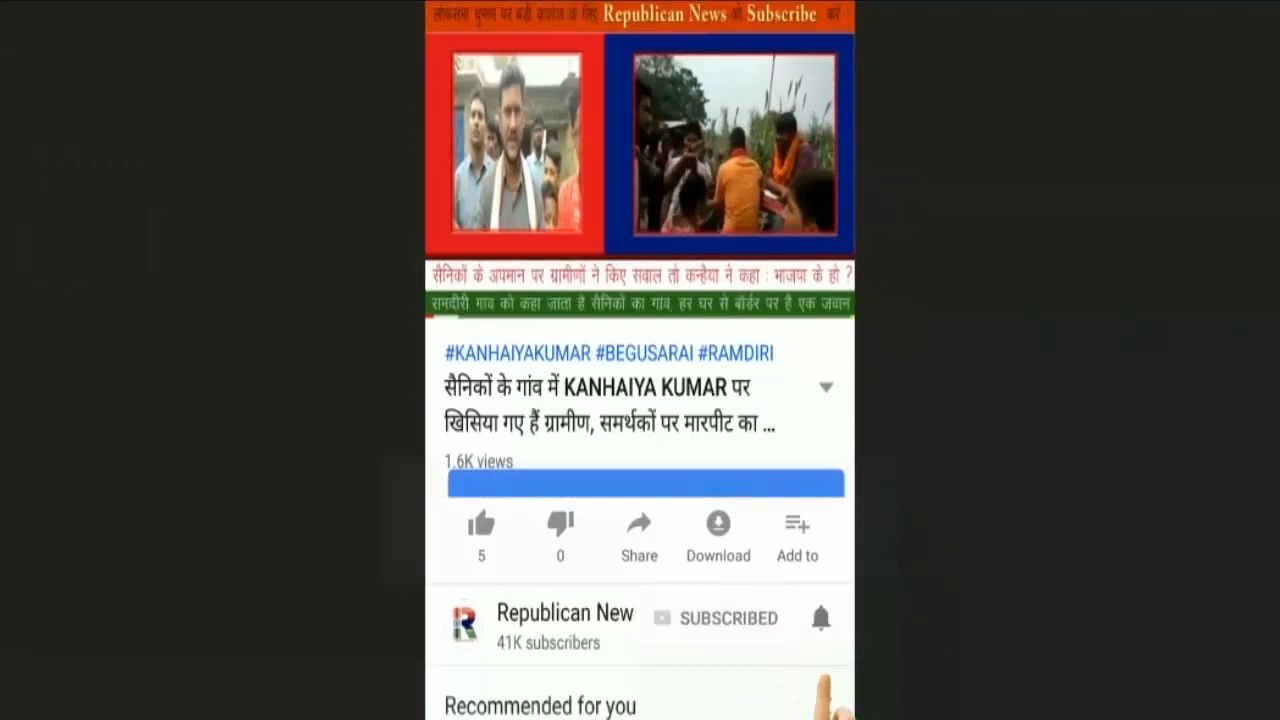 लोकसभा चुनाव पर बड़ी कवरेज के लिए Republican News को Subscribe करें
सैनिकों के अपमान पर ग्रामीणों ने किए सवाल तो कन्हैया ने कहा : भाजपा के हो ?
रामदीरी गांव को कहा जाता है सैनिकों का गांव, हर घर से बॉर्डर पर है एक जवान
#KANHAIYAKUMAR #BEGUSARAI #RAMDIRI
सैनिकों के गांव में KANHAIYA KUMAR पर
खिसिया गए हैं ग्रामीण, समर्थकों पर मारपीट का ...
1.6K views
5 0 Share Download Add to
Republican New SUBSCRIBED
41K subscribers
Recommended for you